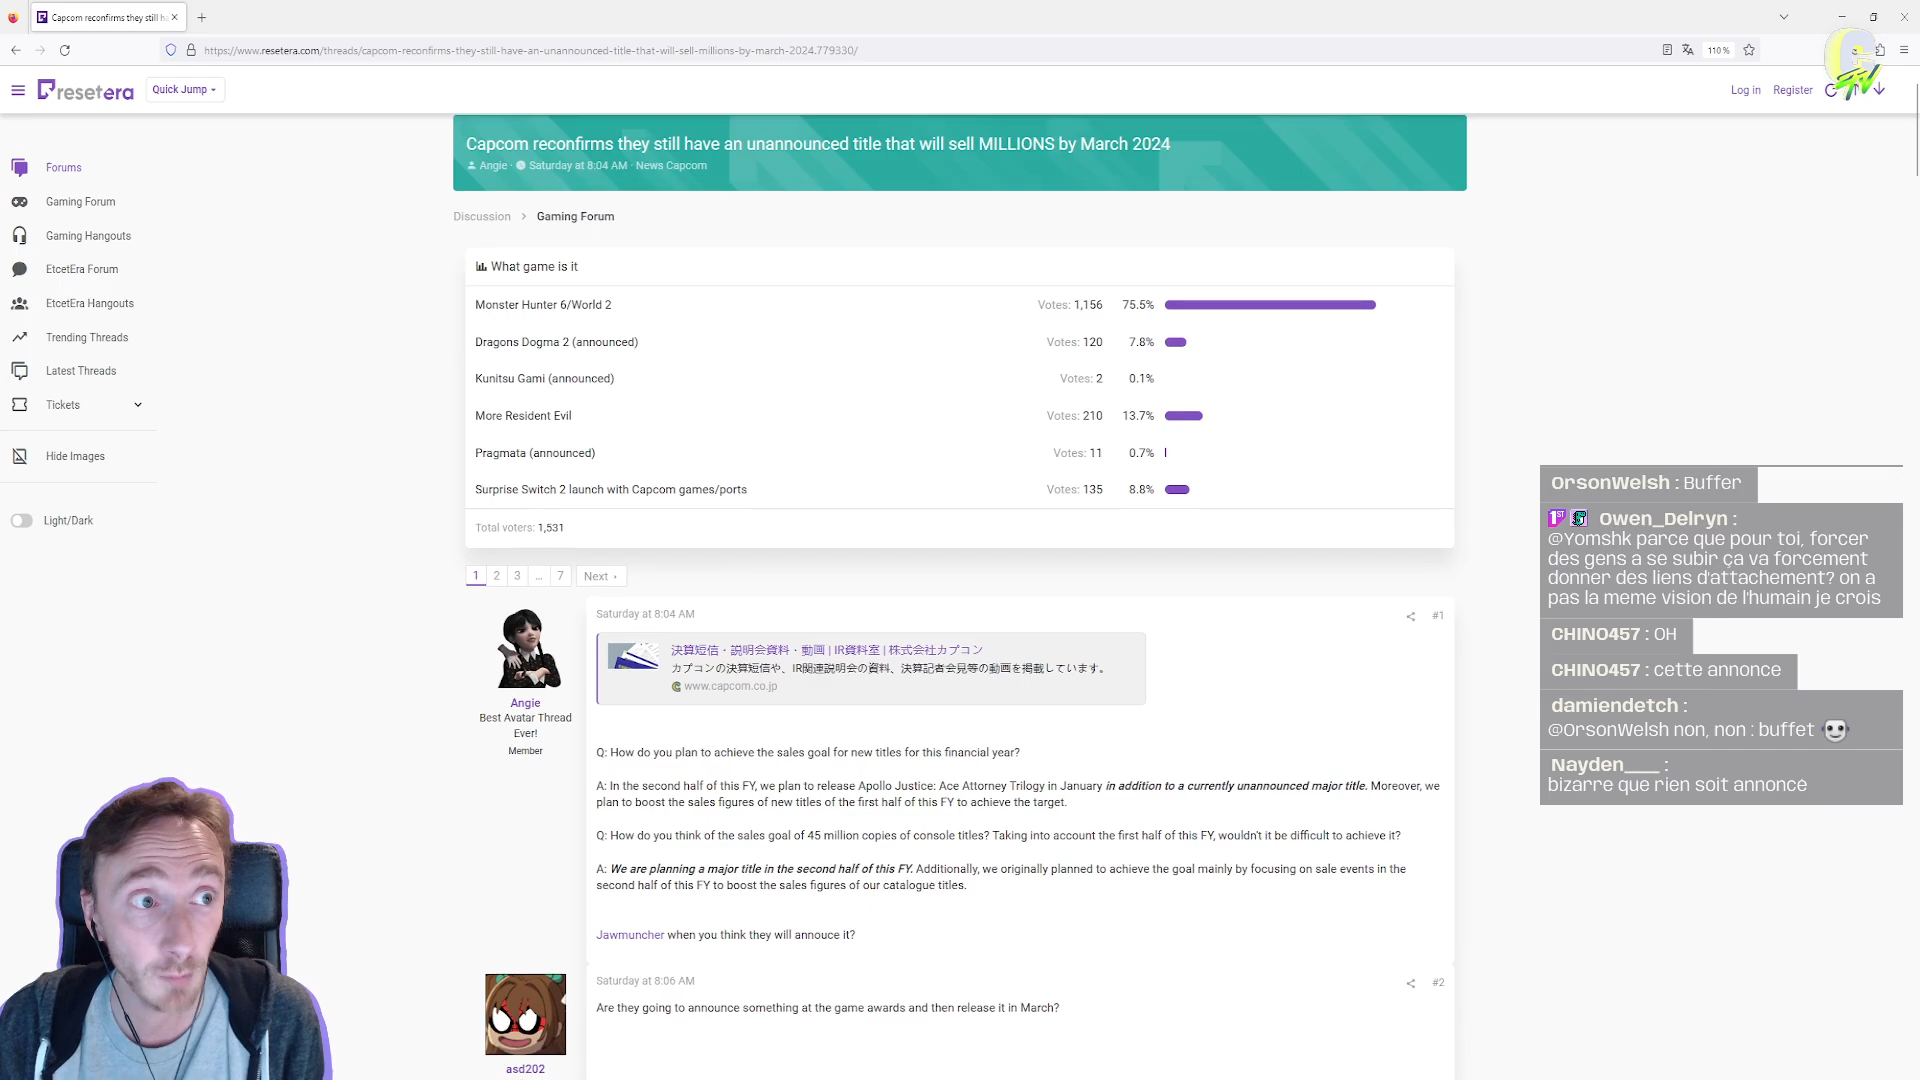 Capcom reconfirms they still ha
https://www.resetera.com/threads/capcom-reconfirms-they-still-have-an-unannounced-title-that-will-sell-millions-by-march-2024.779330/
110%
resetera
Quick Jump
Log in
Register
Forums
Gaming Forum
Gaming Hangouts
EtcetEra Forum
EtcetEra Hangouts
Trending Threads
Latest Threads
Tickets
Hide Images
Light/Dark
Capcom reconfirms they still have an unannounced title that will sell MILLIONS by March 2024
Angie · Saturday at 8:04 AM · News Capcom
Discussion > Gaming Forum
What game is it
Monster Hunter 6/World 2 Votes: 1,156 75.5%
Dragons Dogma 2 (announced) Votes: 120 7.8%
Kunitsu Gami (announced) Votes: 2 0.1%
More Resident Evil Votes: 210 13.7%
Pragmata (announced) Votes: 11 0.7%
Surprise Switch 2 launch with Capcom games/ports Votes: 135 8.8%
Total voters: 1,531
1 2 3 ... 7 Next
Saturday at 8:04 AM #1
決算短信・説明会資料・動画 | IR資料室 | 株式会社カプコン
カプコンの決算短信や、IR関連説明会の資料、決算記者会見等の動画を掲載しています。
www.capcom.co.jp
Angie
Best Avatar Thread
Ever!
Member
Q: How do you plan to achieve the sales goal for new titles for this financial year?
A: In the second half of this FY, we plan to release Apollo Justice: Ace Attorney Trilogy in January in addition to a currently unannounced major title. Moreover, we
plan to boost the sales figures of new titles of the first half of this FY to achieve the target.
Q: How do you think of the sales goal of 45 million copies of console titles? Taking into account the first half of this FY, wouldn't it be difficult to achieve it?
A: We are planning a major title in the second half of this FY. Additionally, we originally planned to achieve the goal mainly by focusing on sale events in the
second half of this FY to boost the sales figures of our catalogue titles.
Jawmuncher when you think they will annouce it?
Saturday at 8:06 AM #2
Are they going to announce something at the game awards and then release it in March?
asd202
OrsonWelsh : Buffer
1ST Owen_Delryn :
@Yomshk parce que pour toi, forcer
des gens a se subir ça va forcement
donner des liens d'attachement? on a
pas la meme vision de l'humain je crois
CHINO457 : OH
CHINO457 : cette annonce
damiendetch :
@OrsonWelsh non, non : buffet
Nayden___ :
bizarre que rien soit annoncé